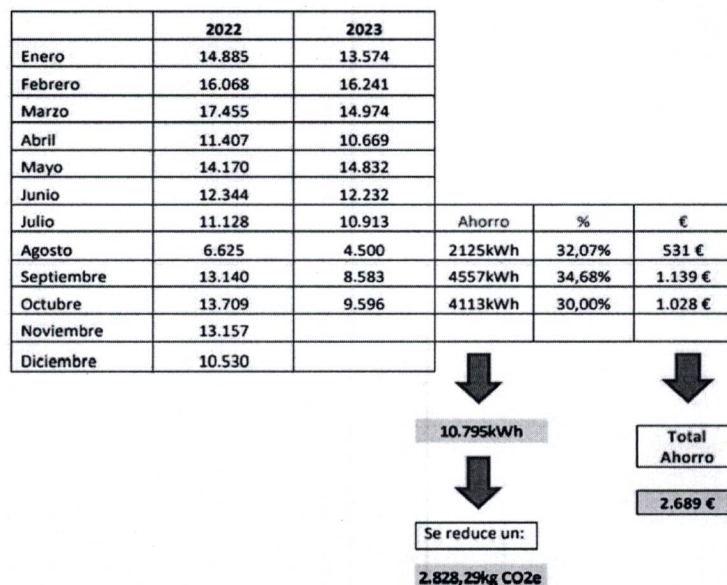 2022 2023
Enero 14.885 13.574
Febrero 16.068 16.241
Marzo 17.455 14.974
Abril 11.407 10.669
Mayo 14.170 14.832
Junio 12.344 12.232
Julio 11.128 10.913 Ahorro % €
Agosto 6.625 4.500 2125kWh 32,07% 531 €
Septiembre 13.140 8.583 4557kWh 34,68% 1.139 €
Octubre 13.709 9.596 4113kWh 30,00% 1.028 €
Noviembre 13.157
Diciembre 10.530
10.795kWh
Total
Ahorro
2.689 €
Se reduce un:
2.828,29kg CO2e